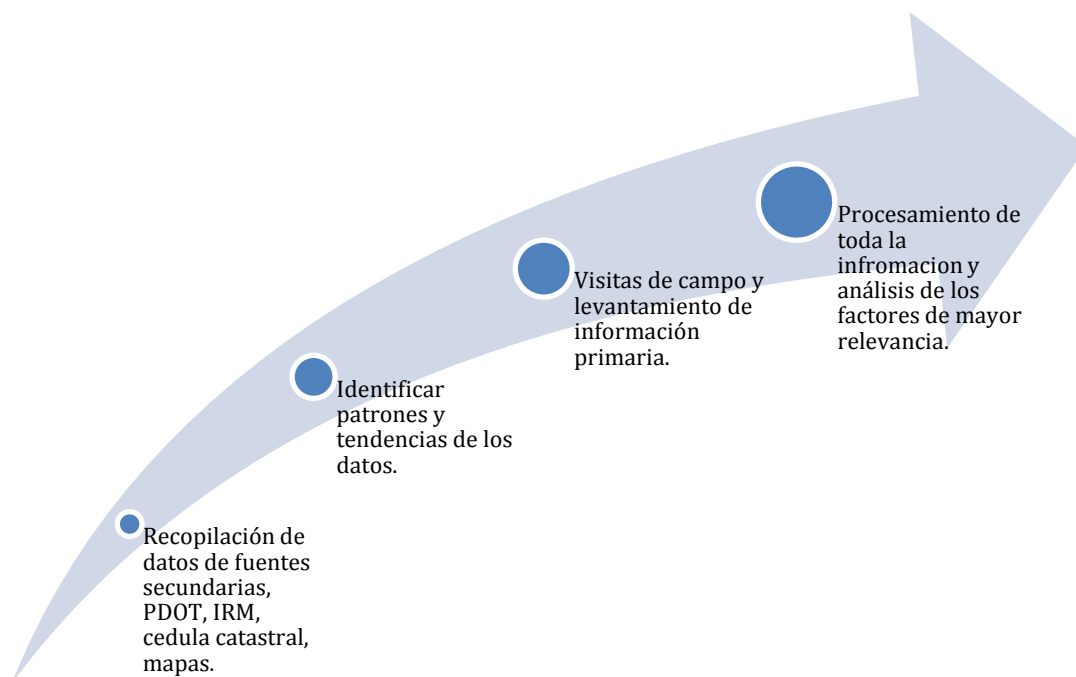 Recopilación de
datos de fuentes
secundarias,
PDOT, IRM,
cedula catastral,
mapas.
Identificar
patrones y
tendencias de los
datos.
Visitas de campo y
levantamiento de
información
primaria.
Procesamiento de
toda la
infromacion y
análisis de los
factores de mayor
relevancia.